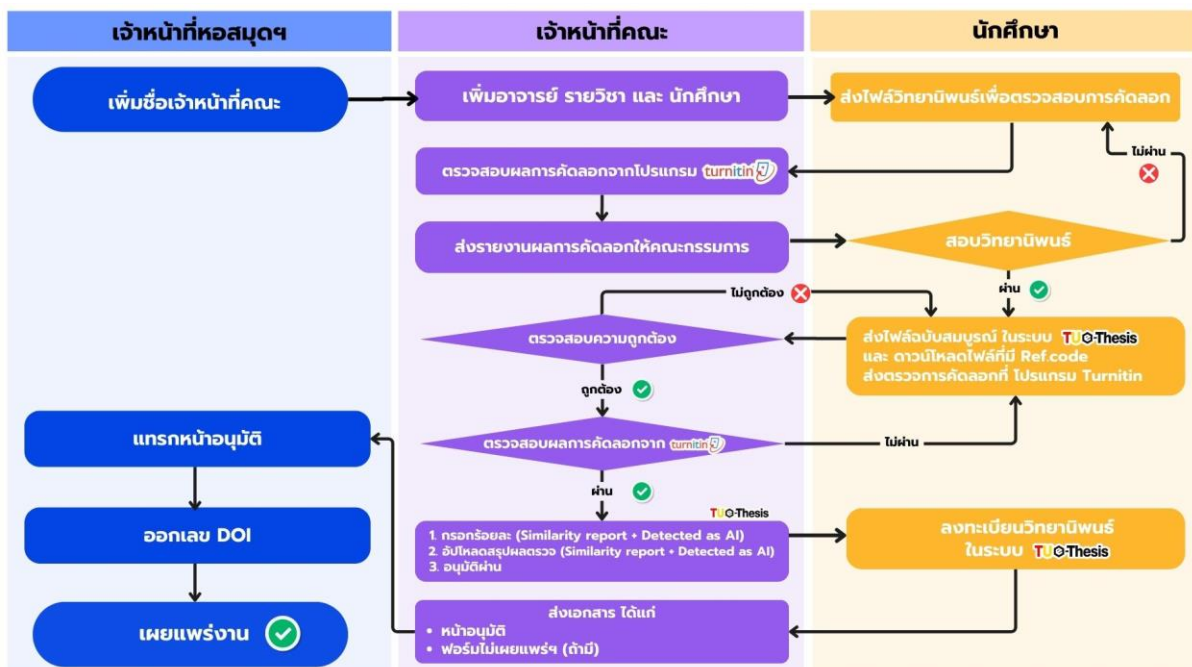 เจ้าหน้าที่หอสมุดฯ
เจ้าหน้าที่คณะ
นักศึกษา
เพิ่มชื่อเจ้าหน้าที่คณะ
เพิ่มอาจารย์ รายวิชา และ นักศึกษา
ส่งไฟล์วิทยานิพนธ์เพื่อตรวจสอบการคัดลอก
ไม่ผ่าน
ตรวจสอบผลการคัดลอกจากโปรแกรม turnitin
ส่งรายงานผลการคัดลอกให้คณะกรรมการ
สอบวิทยานิพนธ์
ผ่าน
ไม่ถูกต้อง
ตรวจสอบความถูกต้อง
ส่งไฟล์ฉบับสมบูรณ์ ในระบบ TU e-Thesis
และ ดาวน์โหลดไฟล์ที่มี Ref.code
ส่งตรวจการคัดลอกที่ โปรแกรม Turnitin
ถูกต้อง
ตรวจสอบผลการคัดลอกจาก turnitin
ไม่ผ่าน
ผ่าน
แทรกหน้าอนุมัติ
ออกเลข DOI
เผยแพร่งาน
TU e-Thesis
1. กรอกร้อยละ (Similarity report + Detected as AI)
2. อัปโหลดสรุปผลตรวจ (Similarity report + Detected as AI)
3. อนุมัติผ่าน
ลงทะเบียนวิทยานิพนธ์
ในระบบ TU e-Thesis
ส่งเอกสาร ได้แก่
• หน้าอนุมัติ
• ฟอร์มไม่เผยแพร่ฯ (ถ้ามี)